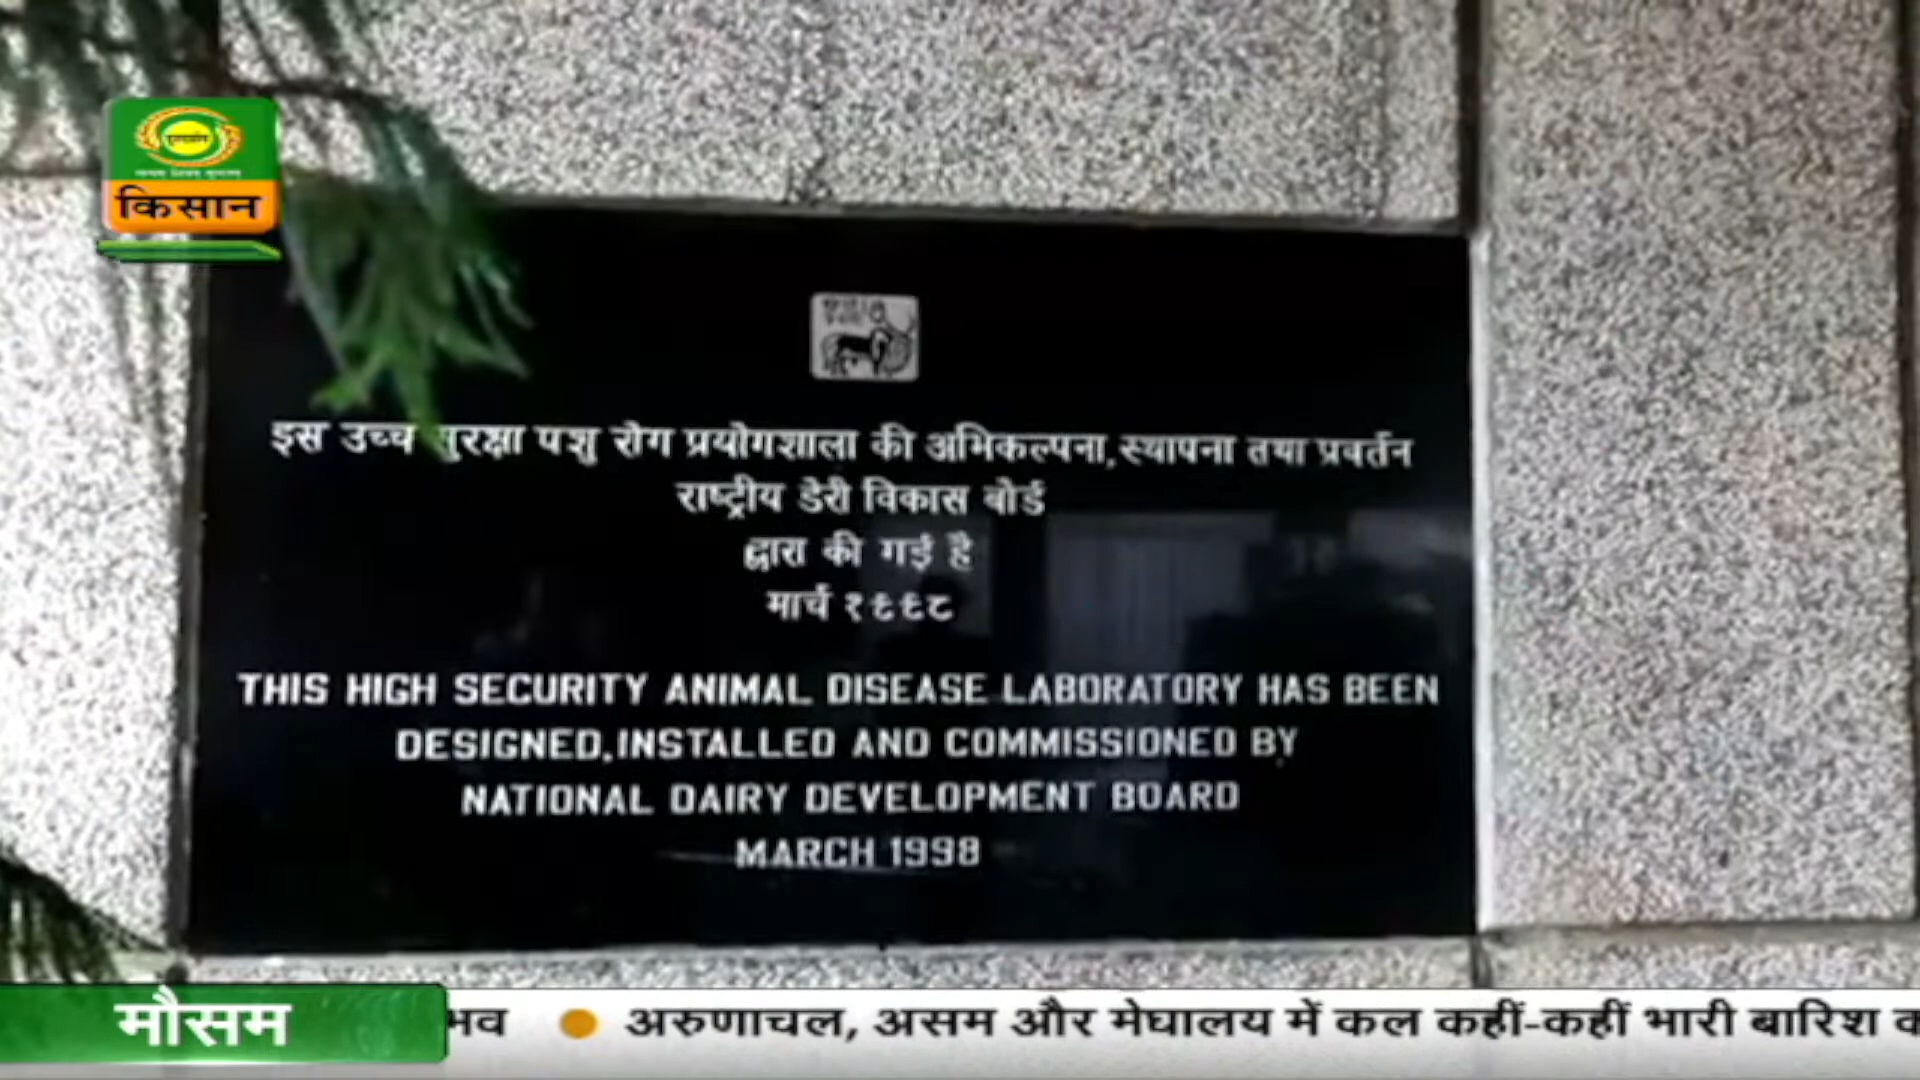 किसान
इस उच्च सुरक्षा पशु रोग प्रयोगशाला की अभिकल्पना, स्थापना तथा प्रवर्तन
राष्ट्रीय डेरी विकास बोर्ड
द्वारा की गई है
मार्च १९९८
THIS HIGH SECURITY ANIMAL DISEASE LABORATORY HAS BEEN
DESIGNED, INSTALLED AND COMMISSIONED BY
NATIONAL DAIRY DEVELOPMENT BOARD
MARCH 1998
मौसम
अरुणाचल, असम और मेघालय में कल कहीं-कहीं भारी बारिश